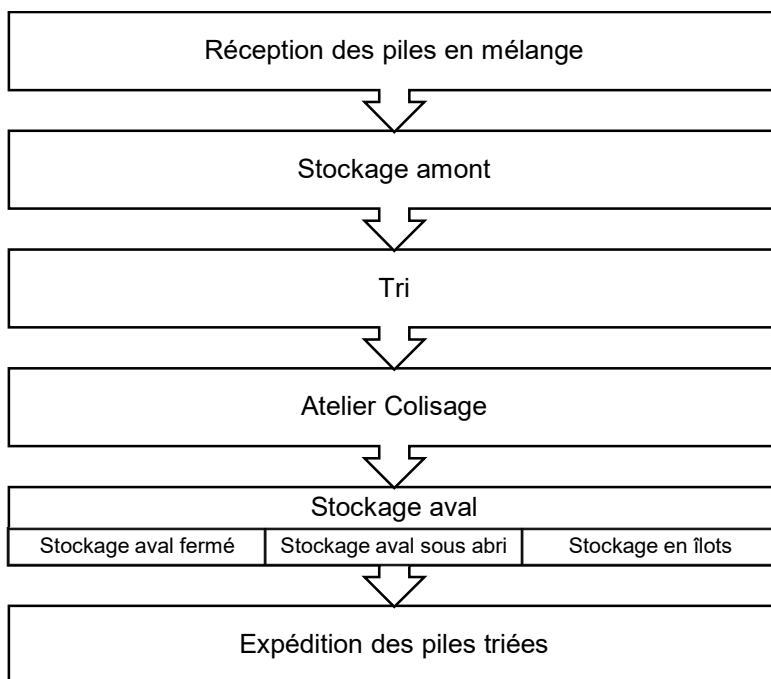 Réception des piles en mélange
Stockage amont
Tri
Atelier Colisage
Stockage aval
Stockage aval fermé
Stockage aval sous abri
Stockage en îlots
Expédition des piles triées